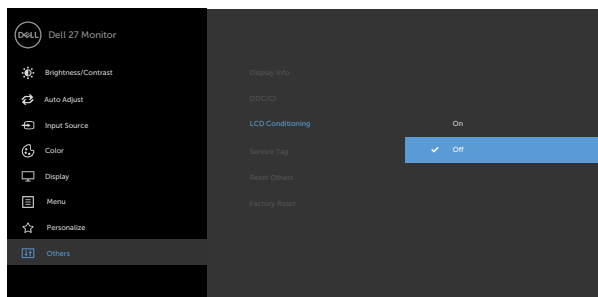 DELL Dell 27 Monitor
Brightness/Contrast
Auto Adjust
Input Source
Color
Display
Menu
Personalize
Others
Display Info
DDC/CI
LCD Conditioning
Service Tag
Reset Others
Factory Reset
On
Off